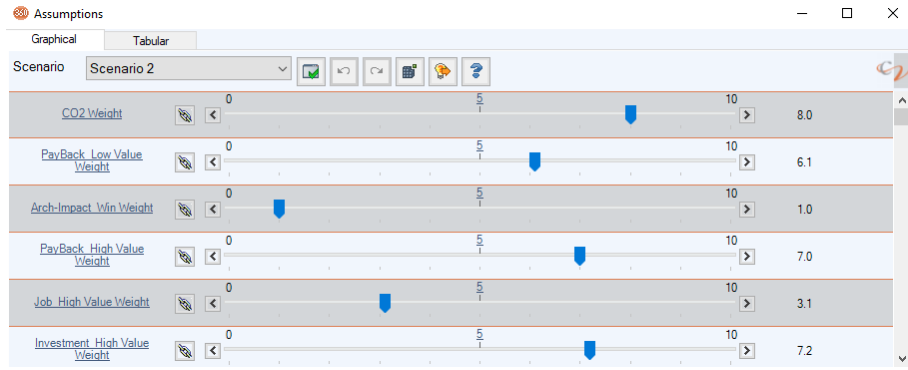 360 Assumptions
Graphical Tabular
Scenario Scenario 2
0 5 10
CO2 Weight 8.0
0 5 10
PayBack_Low Value
Weight 6.1
0 5 10
Arch-Impact_Win Weight 1.0
0 5 10
PayBack_High Value
Weight 7.0
0 5 10
Job_High Value Weight 3.1
0 5 10
Investment_High Value
Weight 7.2